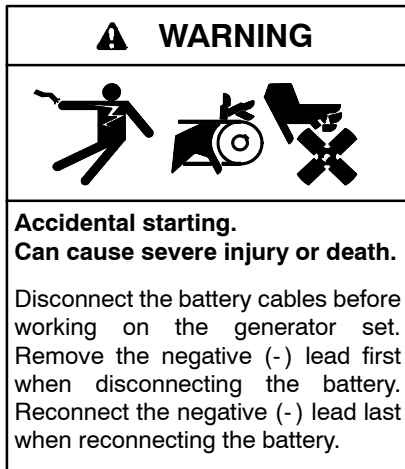 WARNING
Accidental starting.
Can cause severe injury or death.
Disconnect the battery cables before
working on the generator set.
Remove the negative (-) lead first
when disconnecting the battery.
Reconnect the negative (-) lead last
when reconnecting the battery.